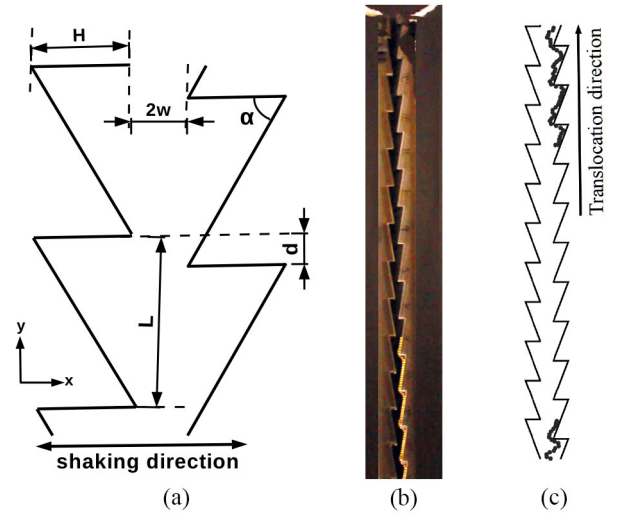 H
2w
α
d
L
y
x
shaking direction
Translocation direction
(a)
(b)
(c)